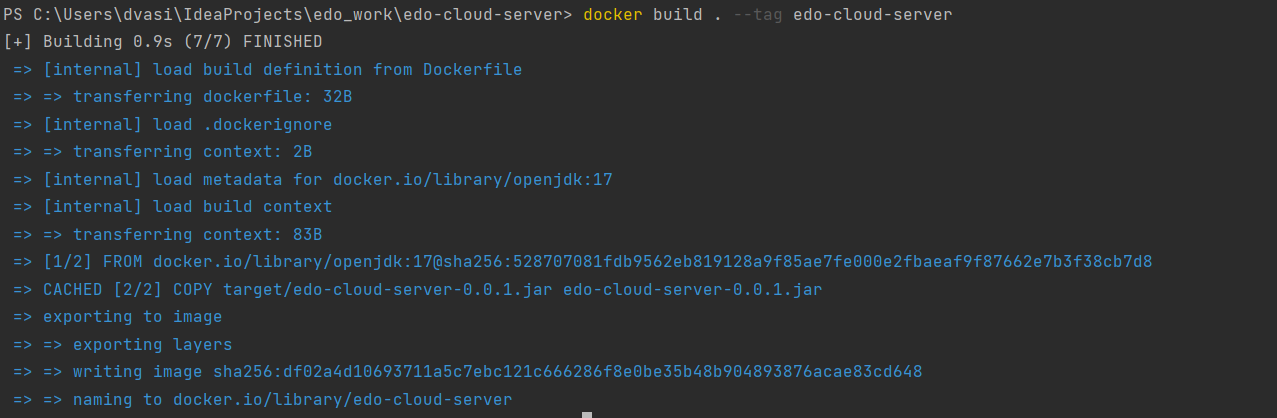 PS C:\Users\dvasi\IdeaProjects\edo_work\edo-cloud-server> docker build . --tag edo-cloud-server
[+] Building 0.9s (7/7) FINISHED
=> [internal] load build definition from Dockerfile
=> => transferring dockerfile: 32B
=> [internal] load .dockerignore
=> => transferring context: 2B
=> [internal] load metadata for docker.io/library/openjdk:17
=> [internal] load build context
=> => transferring context: 83B
=> [1/2] FROM docker.io/library/openjdk:17@sha256:528707081fdb9562eb819128a9f85ae7fe000e2fbaeaf9f87662e7b3f38cb7d8
=> CACHED [2/2] COPY target/edo-cloud-server-0.0.1.jar edo-cloud-server-0.0.1.jar
=> exporting to image
=> => exporting layers
=> => writing image sha256:df02a4d10693711a5c7ebc121c666286f8e0be35b48b904893876acae83cd648
=> => naming to docker.io/library/edo-cloud-server